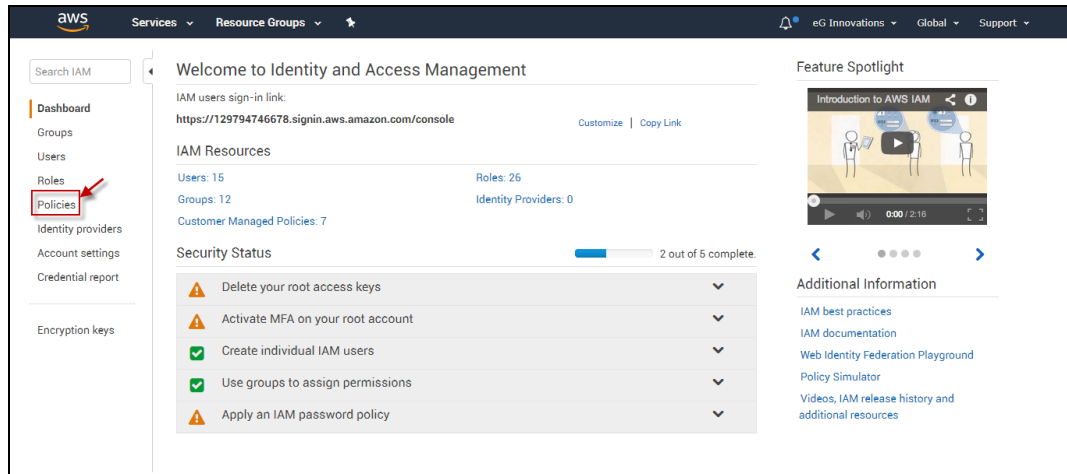 aws
Services
Resource Groups
eG Innovations
Global
Support
Search IAM
Dashboard
Groups
Users
Roles
Policies
Identity providers
Account settings
Credential report
Encryption keys
Welcome to Identity and Access Management
IAM users sign-in link:
https://129794746678.signin.aws.amazon.com/console
Customize | Copy Link
IAM Resources
Users: 15
Roles: 26
Groups: 12
Identity Providers: 0
Customer Managed Policies: 7
Security Status
2 out of 5 complete.
Delete your root access keys
Activate MFA on your root account
Create individual IAM users
Use groups to assign permissions
Apply an IAM password policy
Feature Spotlight
Introduction to AWS IAM
0:00 / 2:16
Additional Information
IAM best practices
IAM documentation
Web Identity Federation Playground
Policy Simulator
Videos, IAM release history and
additional resources